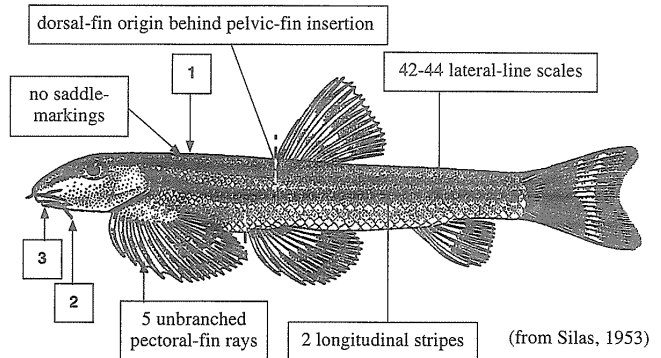 dorsal-fin origin behind pelvic-fin insertion
1
42-44 lateral-line scales
no saddle-
markings
3
2
5 unbranched
pectoral-fin rays
2 longitudinal stripes
(from Silas, 1953)